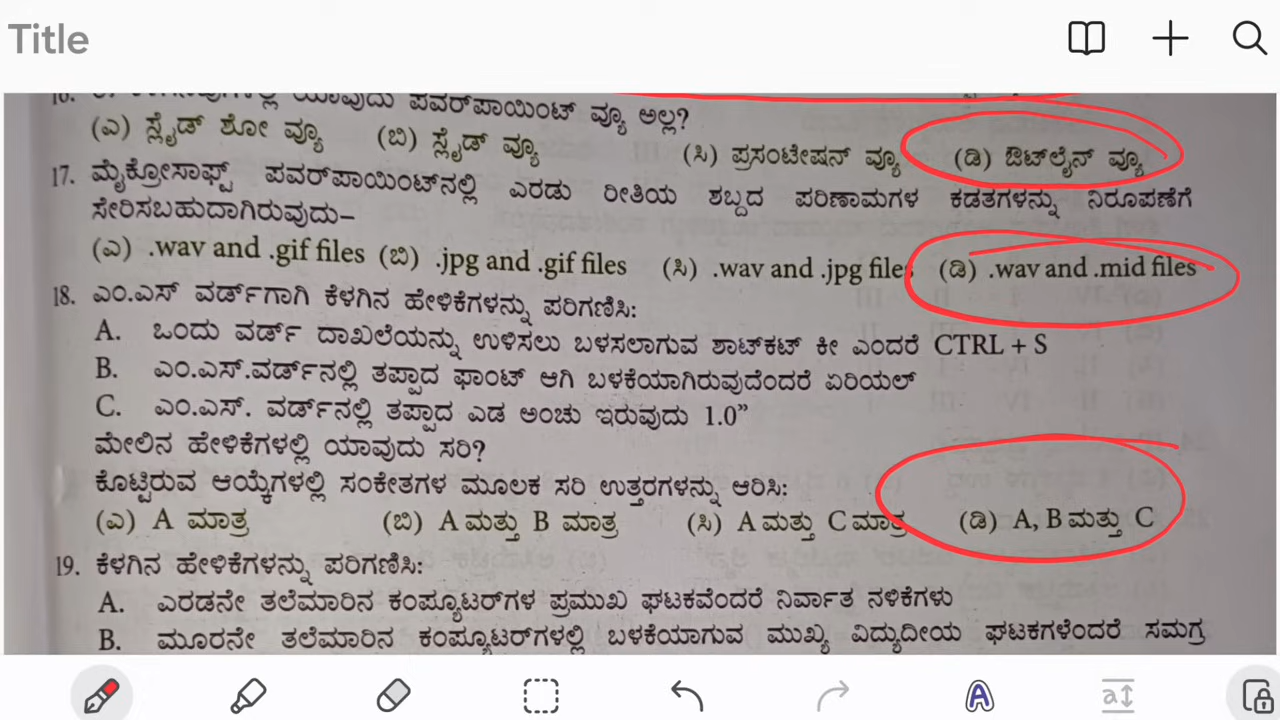 Title
ಯಾವುದು ಪವರ್‌ಪಾಯಿಂಟ್ ವ್ಯೂ ಅಲ್ಲ?
(ಎ) ಸ್ಲೈಡ್ ಶೋ ವ್ಯೂ (ಬಿ) ಸ್ಲೈಡ್ ವ್ಯೂ (ಸಿ) ಪ್ರಸಂಟೇಷನ್ ವ್ಯೂ (ಡಿ) ಔಟ್‌ಲೈನ್ ವ್ಯೂ
17. ಮೈಕ್ರೋಸಾಫ್ಟ್ ಪವರ್‌ಪಾಯಿಂಟ್‌ನಲ್ಲಿ ಎರಡು ರೀತಿಯ ಶಬ್ದದ ಪರಿಣಾಮಗಳ ಕಡತಗಳನ್ನು ನಿರೂಪಣೆಗೆ
ಸೇರಿಸಬಹುದಾಗಿರುವುದು–
(ಎ) .wav and .gif files (ಬಿ) .jpg and .gif files (ಸಿ) .wav and .jpg files (ಡಿ) .wav and .mid files
18. ಎಂ.ಎಸ್ ವರ್ಡ್‌ಗಾಗಿ ಕೆಳಗಿನ ಹೇಳಿಕೆಗಳನ್ನು ಪರಿಗಣಿಸಿ:
A. ಒಂದು ವರ್ಡ್ ದಾಖಲೆಯನ್ನು ಉಳಿಸಲು ಬಳಸಲಾಗುವ ಶಾಟ್‌ಕಟ್ ಕೀ ಎಂದರೆ CTRL + S
B. ಎಂ.ಎಸ್.ವರ್ಡ್‌ನಲ್ಲಿ ತಪ್ಪಾದ ಫಾಂಟ್ ಆಗಿ ಬಳಕೆಯಾಗಿರುವುದೆಂದರೆ ಏರಿಯಲ್
C. ಎಂ.ಎಸ್. ವರ್ಡ್‌ನಲ್ಲಿ ತಪ್ಪಾದ ಎಡ ಅಂಚು ಇರುವುದು 1.0”
ಮೇಲಿನ ಹೇಳಿಕೆಗಳಲ್ಲಿ ಯಾವುದು ಸರಿ?
ಕೊಟ್ಟಿರುವ ಆಯ್ಕೆಗಳಲ್ಲಿ ಸಂಕೇತಗಳ ಮೂಲಕ ಸರಿ ಉತ್ತರಗಳನ್ನು ಆರಿಸಿ:
(ಎ) A ಮಾತ್ರ (ಬಿ) A ಮತ್ತು B ಮಾತ್ರ (ಸಿ) A ಮತ್ತು C ಮಾತ್ರ (ಡಿ) A, B ಮತ್ತು C
19. ಕೆಳಗಿನ ಹೇಳಿಕೆಗಳನ್ನು ಪರಿಗಣಿಸಿ:
A. ಎರಡನೇ ತಲೆಮಾರಿನ ಕಂಪ್ಯೂಟರ್‌ಗಳ ಪ್ರಮುಖ ಘಟಕವೆಂದರೆ ನಿರ್ವಾತ ನಳಿಕೆಗಳು
B. ಮೂರನೇ ತಲೆಮಾರಿನ ಕಂಪ್ಯೂಟರ್‌ಗಳಲ್ಲಿ ಬಳಕೆಯಾಗುವ ಮುಖ್ಯ ವಿದ್ಯುದೀಯ ಘಟಕಗಳೆಂದರೆ ಸಮಗ್ರ